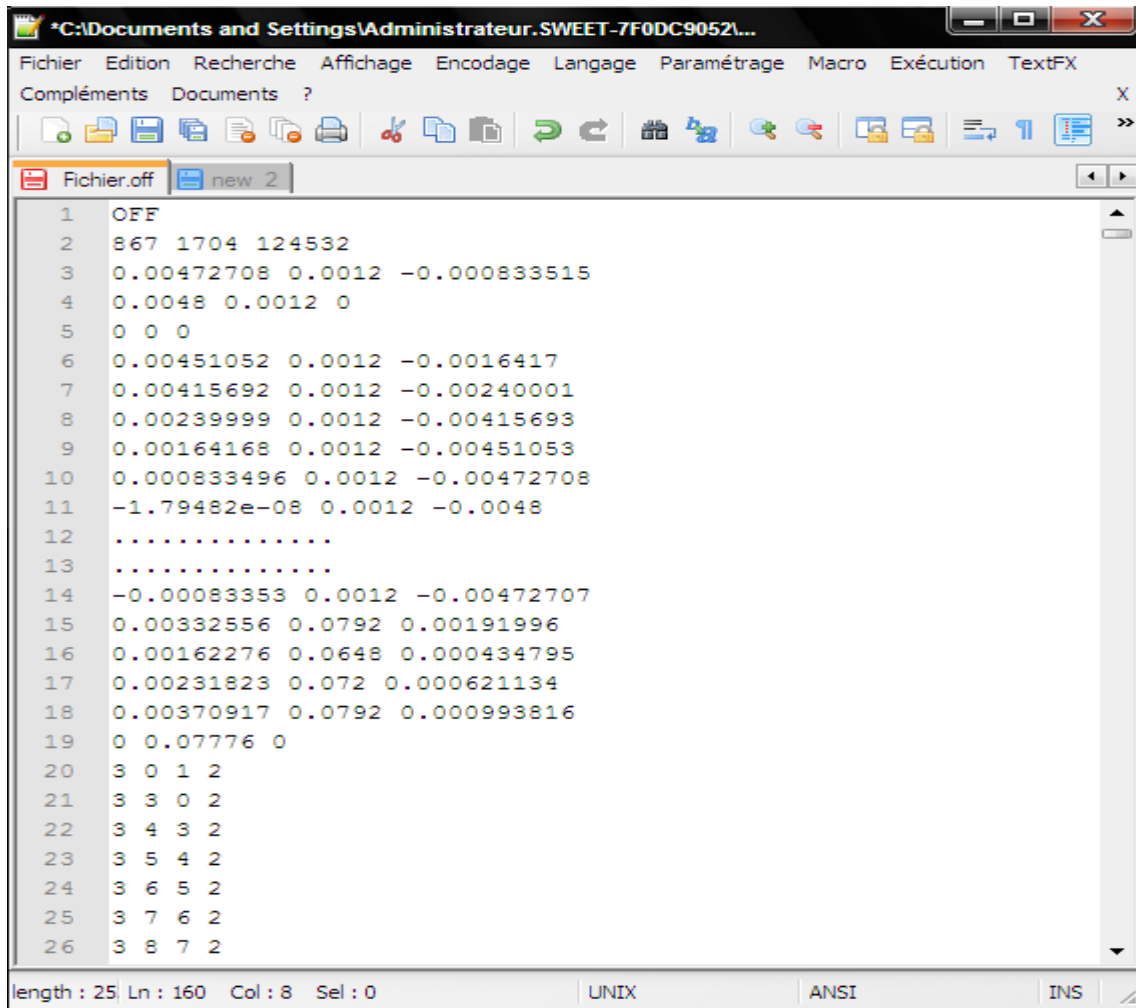 *C:\Documents and Settings\Administrateur.SWEET-7F0DC9052\...
Fichier Edition Recherche Affichage Encodage Langage Paramétrage Macro Exécution TextFX
Compléments Documents ? X
Fichier.off new 2
1 OFF
2 867 1704 124532
3 0.00472708 0.0012 -0.000833515
4 0.0048 0.0012 0
5 0 0 0
6 0.00451052 0.0012 -0.0016417
7 0.00415692 0.0012 -0.00240001
8 0.00239999 0.0012 -0.00415693
9 0.00164168 0.0012 -0.00451053
10 0.000833496 0.0012 -0.00472708
11 -1.79482e-08 0.0012 -0.0048
12 ..............
13 ..............
14 -0.00083353 0.0012 -0.00472707
15 0.00332556 0.0792 0.00191996
16 0.00162276 0.0648 0.000434795
17 0.00231823 0.072 0.000621134
18 0.00370917 0.0792 0.000993816
19 0 0.07776 0
20 3 0 1 2
21 3 3 0 2
22 3 4 3 2
23 3 5 4 2
24 3 6 5 2
25 3 7 6 2
26 3 8 7 2
length : 25 Ln : 160 Col : 8 Sel : 0 UNIX ANSI INS